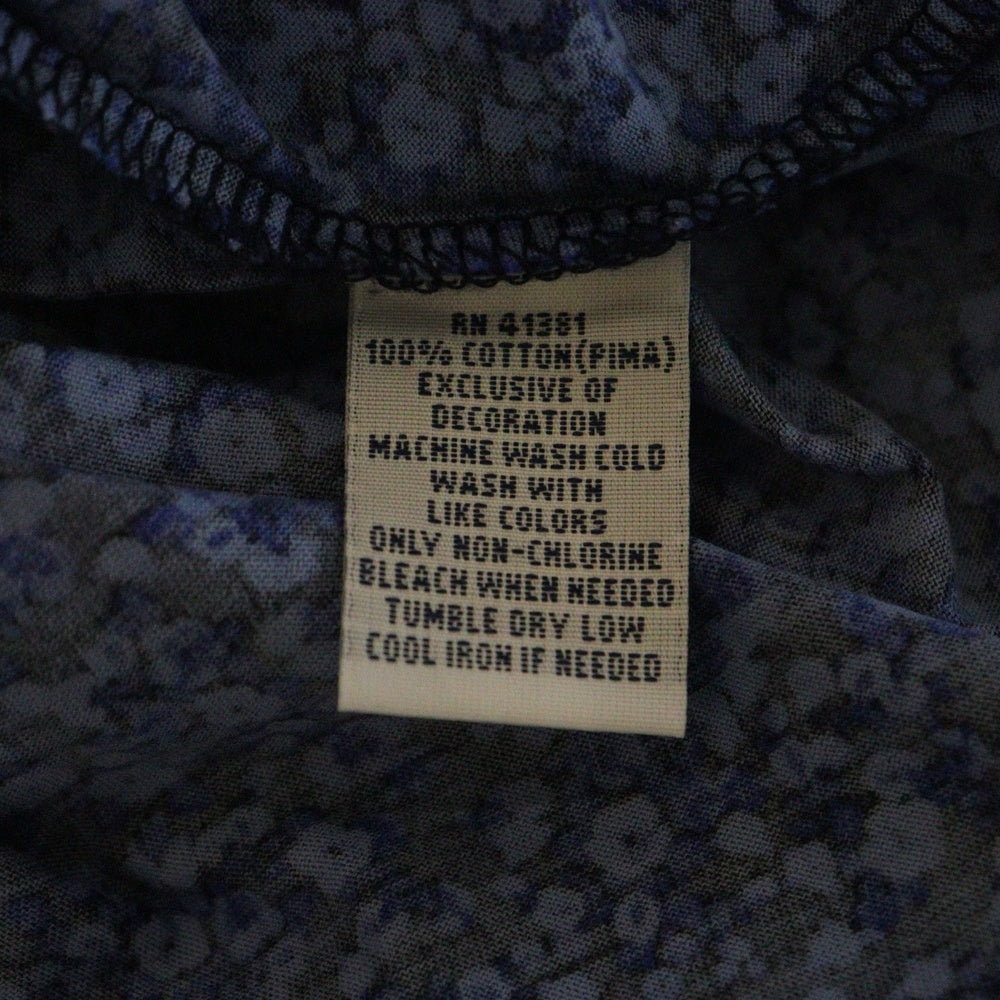 RN 41381
100% COTTON(PIMA)
EXCLUSIVE OF
DECORATION
MACHINE WASH COLD
WASH WITH
LIKE COLORS
ONLY NON-CHLORINE
BLEACH WHEN NEEDED
TUMBLE DRY LOW
COOL IRON IF NEEDED